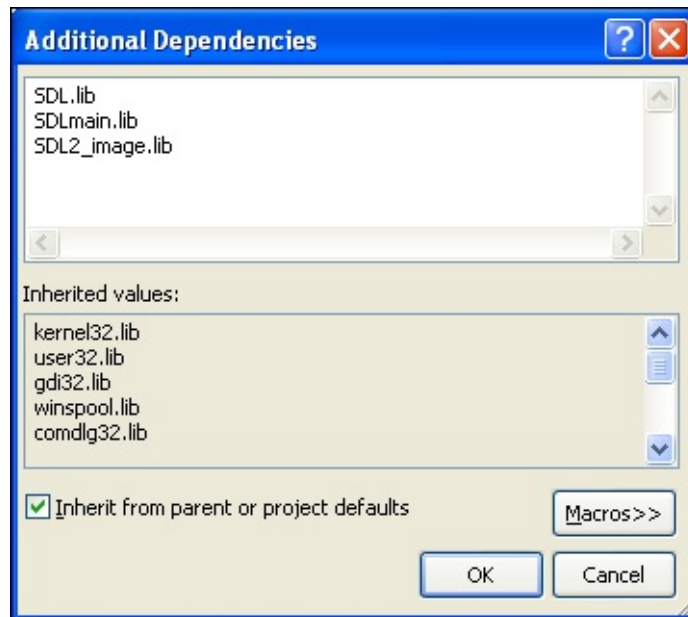 Additional Dependencies
SDL.lib
SDLmain.lib
SDL2_image.lib
Inherited values:
kernel32.lib
user32.lib
gdi32.lib
winspool.lib
comdlg32.lib
Inherit from parent or project defaults
Macros>>
OK
Cancel